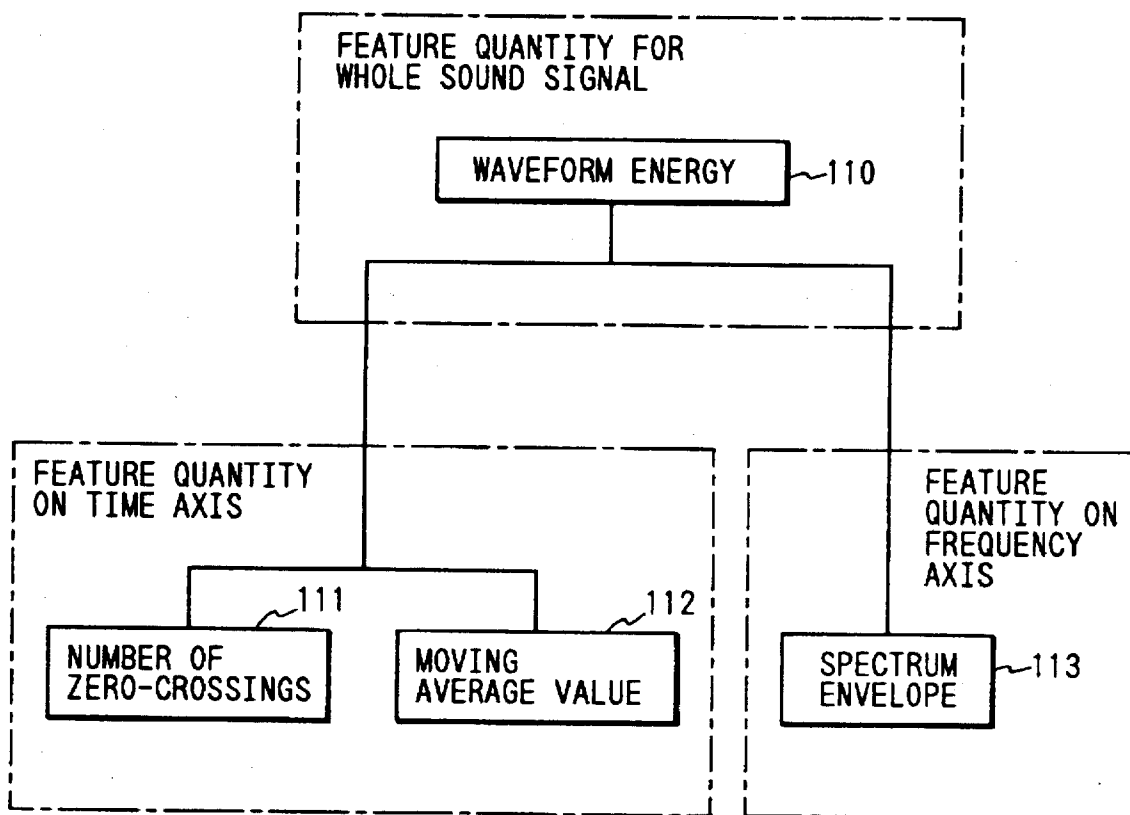 FEATURE QUANTITY FOR
WHOLE SOUND SIGNAL
WAVEFORM ENERGY
110
FEATURE QUANTITY
ON TIME AXIS
111
NUMBER OF
ZERO-CROSSINGS
112
MOVING
AVERAGE VALUE
FEATURE
QUANTITY ON
FREQUENCY
AXIS
SPECTRUM
ENVELOPE
113